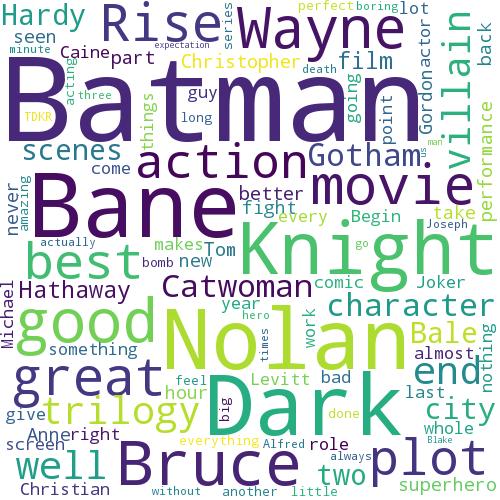 Hardy
seen
Rise
Wayne
series
perfect
boring
lot
back
minute
expectation
Caine
part
Christopher
film
death
acting
three
Batman
Gordon
actor
villain
TDKR
things
guy
long
going
point
scenes
action
Gotham
performance
come
better
movie
never
amazing
Bane
fight
every
Begin
take
us
man
actually
makes
Tom
Knight
Joseph
best
bomb
new
go
Michael
Hathaway
Catwoman
comic
Joker
year
character
good
hero
Nolan
times
work
Bale
nothing
something
almost
great
feel
hour
Levitt
bad
end
last
give
trilogy
big
Dark
done
city
Anne
right
whole
screen
everything
Alfred
role
always
Blake
well
Bruce
two
plot
superhero
Christian
without
another
little